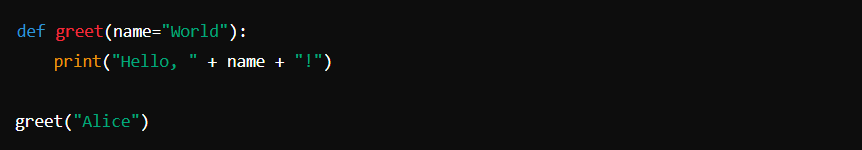 def greet(name="World"):
    print("Hello, " + name + "!")
greet("Alice")